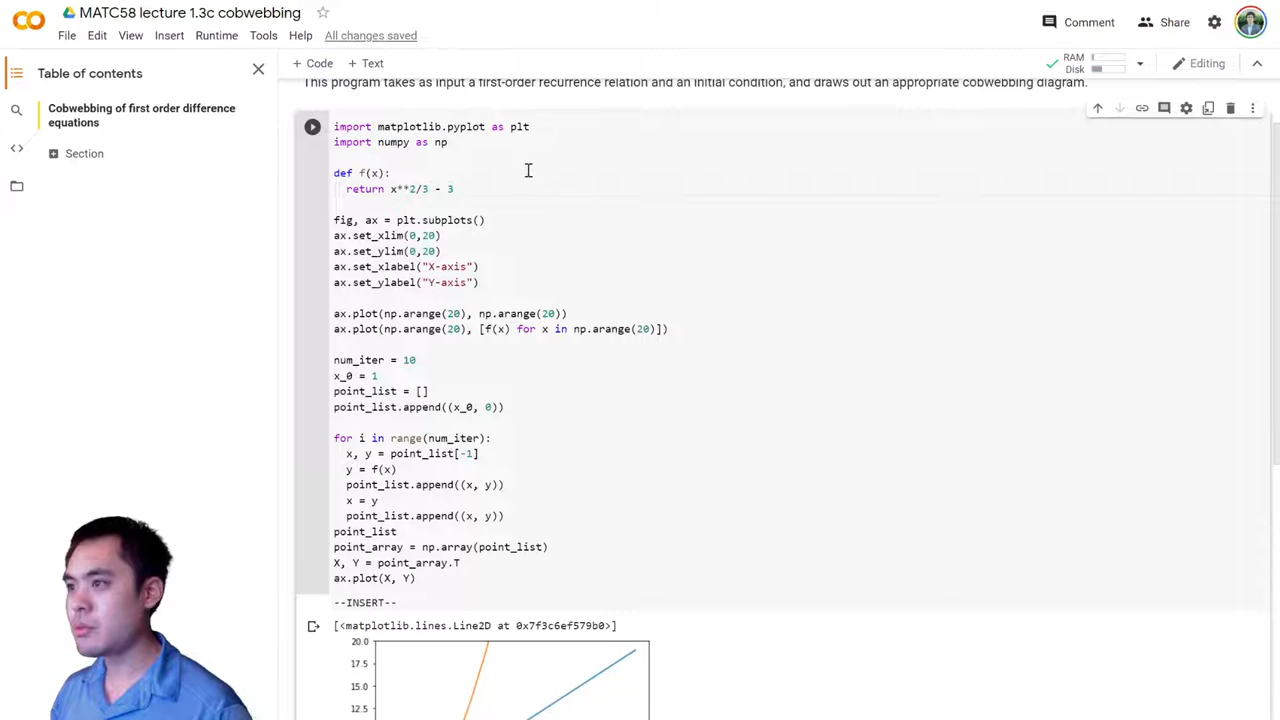 MATC58 lecture 1.3c cobwebbing
Comment
Share
File Edit View Insert Runtime Tools Help All changes saved
Table of contents
+ Code + Text
RAM
Disk
Editing
Cobwebbing of first order difference
equations
Section
This program takes as input a first-order recurrence relation and an initial condition, and draws out an appropriate cobwebbing diagram.
import matplotlib.pyplot as plt
import numpy as np
def f(x):
return x**2/3 - 3
fig, ax = plt.subplots()
ax.set_xlim(0,20)
ax.set_ylim(0,20)
ax.set_xlabel("X-axis")
ax.set_ylabel("Y-axis")
ax.plot(np.arange(20), np.arange(20))
ax.plot(np.arange(20), [f(x) for x in np.arange(20)])
num_iter = 10
x_0 = 1
point_list = []
point_list.append((x_0, 0))
for i in range(num_iter):
x, y = point_list[-1]
y = f(x)
point_list.append((x, y))
x = y
point_list.append((x, y))
point_list
point_array = np.array(point_list)
X, Y = point_array.T
ax.plot(X, Y)
--INSERT--
[<matplotlib.lines.Line2D at 0x7f3c6ef579b0>]
20.0
17.5
15.0
12.5